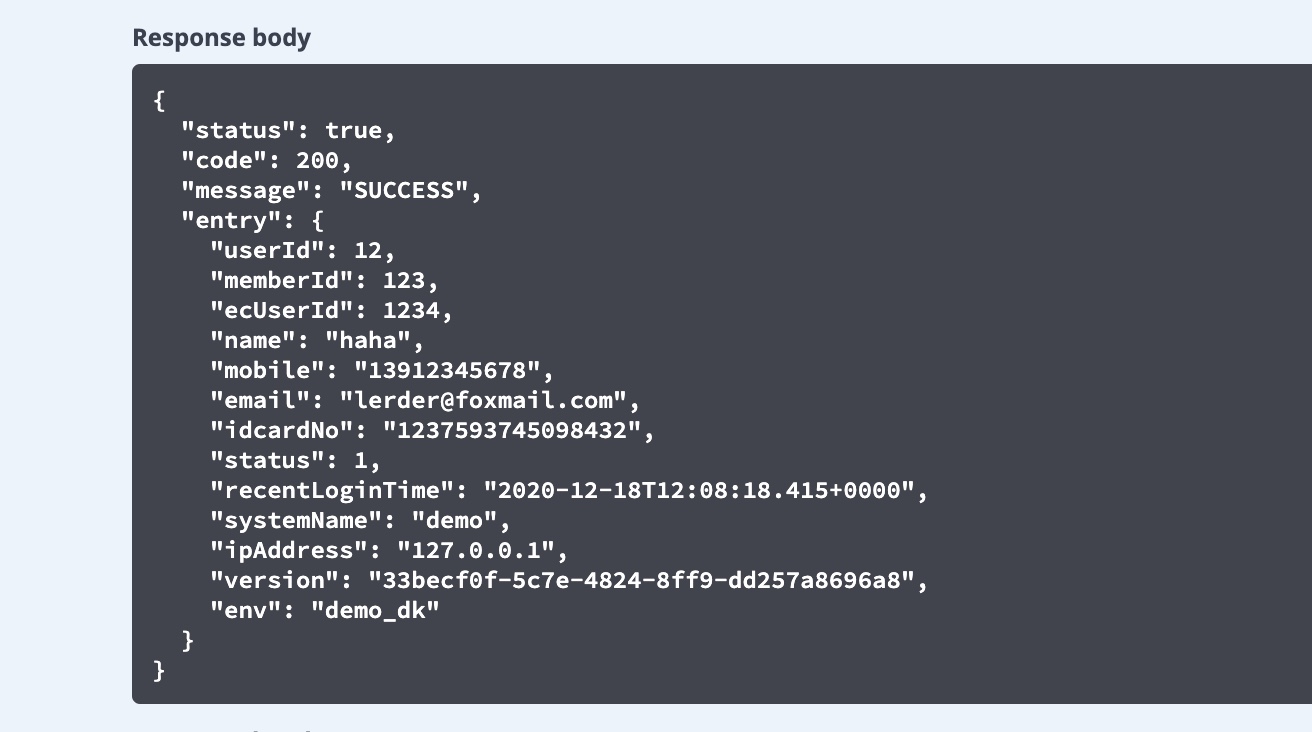 Response body
{
  "status": true,
  "code": 200,
  "message": "SUCCESS",
  "entry": {
    "userId": 12,
    "memberId": 123,
    "ecUserId": 1234,
    "name": "haha",
    "mobile": "13912345678",
    "email": "lerder@foxmail.com",
    "idcardNo": "1237593745098432",
    "status": 1,
    "recentLoginTime": "2020-12-18T12:08:18.415+0000",
    "systemName": "demo",
    "ipAddress": "127.0.0.1",
    "version": "33becf0f-5c7e-4824-8ff9-dd257a8696a8",
    "env": "demo_dk"
  }
}